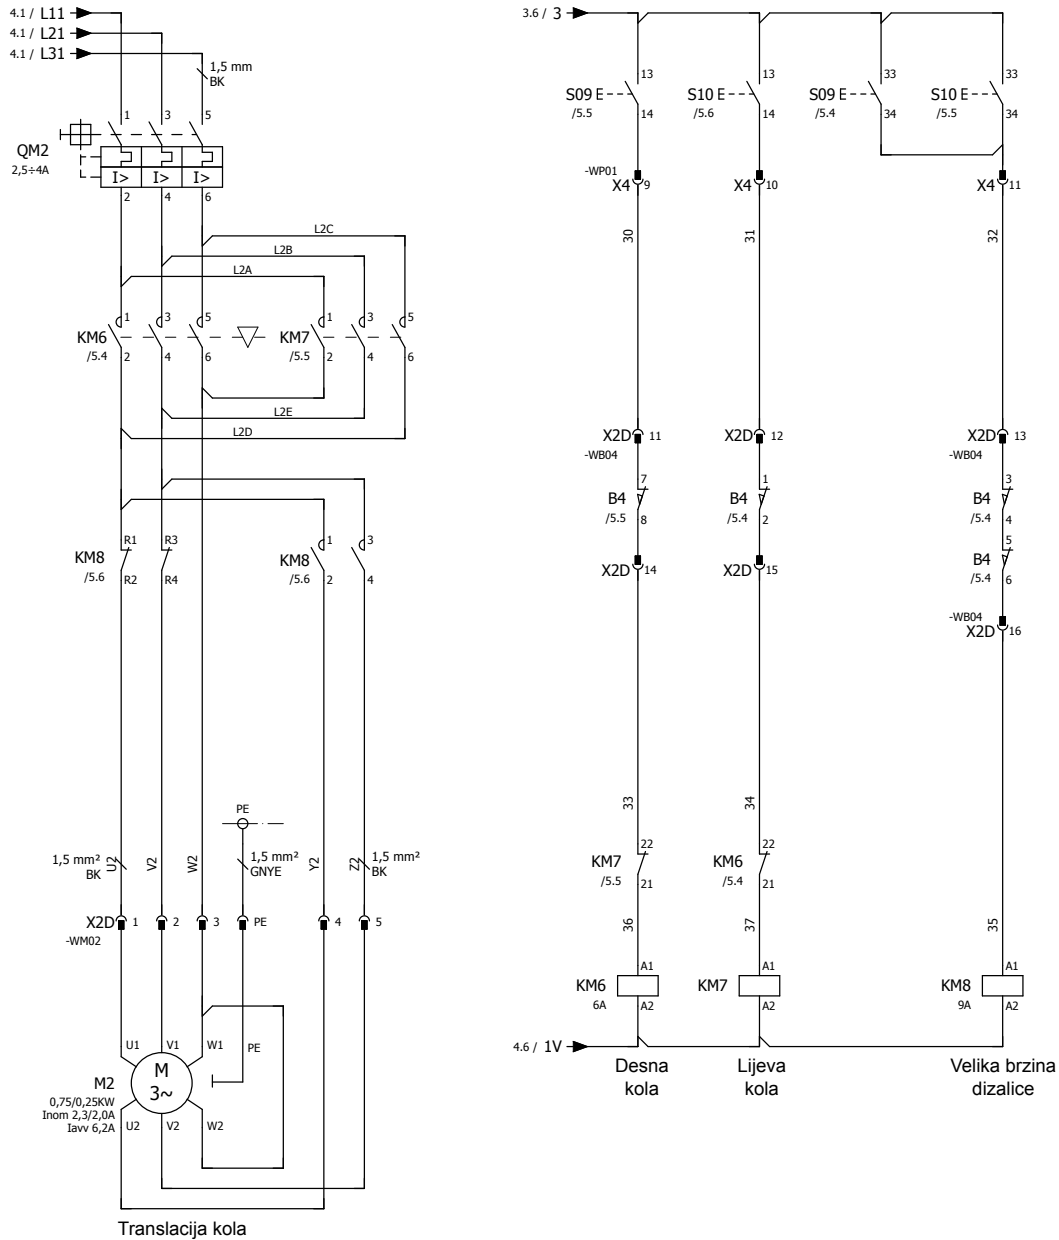 4.1 / L11
4.1 / L21
4.1 / L31
1,5 mm
BK
1 3 5
QM2
2,5÷4A
I> I> I>
2 4 6
L2C
L2B
L2A
1 3 5 1 3 5
KM6 KM7
/5.4 /5.5
2 4 6 2 4 6
L2E
L2D
R1 R3 1 3
KM8 KM8
/5.6 /5.6
R2 R4 2 4
PE
1,5 mm²
BK
U2
V2
W2
1,5 mm²
GNYE
Y2
Z2
1,5 mm²
BK
X2D 1 2 3 PE 4 5
-WM02
U1 V1 W1 PE
M
3~
M2
0,75/0,25KW
Inom 2,3/2,0A
Iavv 6,2A
U2 V2 W2
Translacija kola
3.6 / 3
13 13 33 33
S09 E S10 E S09 E S10 E
/5.5 /5.6 /5.4 /5.5
14 14 34 34
-WP01
X4 9 X4 10 X4 11
30 31 32
X2D 11 X2D 12 X2D 13
-WB04 -WB04
7 1 3
B4 B4 B4
/5.5 /5.4 /5.4
8 2 4
5
B4
/5.4
6
X2D 14 X2D 15
-WB04
X2D 16
33 34
22 22
KM7 KM6
/5.5 /5.4
21 21
36 37 35
A1 A1 A1
KM6 KM7 KM8
6A 9A
A2 A2 A2
4.6 / 1V
Desna
kola
Lijeva
kola
Velika brzina
dizalice